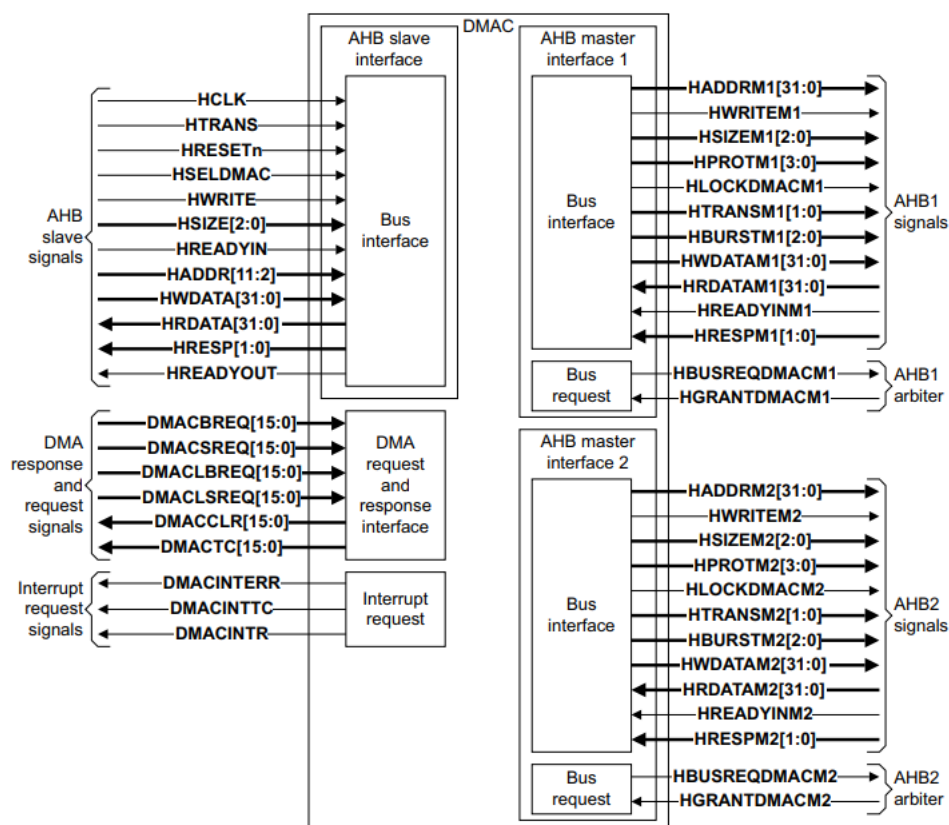 DMAC
AHB slave
interface
AHB master
interface 1
AHB
slave
signals
HCLK
HTRANS
HRESETn
HSELDMAC
HWRITE
HSIZE[2:0]
HREADYIN
HADDR[11:2]
HWDATA[31:0]
HRDATA[31:0]
HRESP[1:0]
HREADYOUT
Bus
interface
Bus
interface
HADDRM1[31:0]
HWRITEM1
HSIZEM1[2:0]
HPROTM1[3:0]
HLOCKDMACM1
HTRANSM1[1:0]
HBURSTM1[2:0]
HWDATAM1[31:0]
HRDATAM1[31:0]
HREADYINM1
HRESPM1[1:0]
AHB1
signals
Bus
request
HBUSREQDMACM1
HGRANTDMACM1
AHB1
arbiter
DMA
response
and
request
signals
DMACBREQ[15:0]
DMACSREQ[15:0]
DMACLBREQ[15:0]
DMACLSREQ[15:0]
DMACCLR[15:0]
DMACTC[15:0]
DMA
request
and
response
interface
Interrupt
request
signals
DMACINTERR
DMACINTTC
DMACINTR
Interrupt
request
AHB master
interface 2
Bus
interface
HADDRM2[31:0]
HWRITEM2
HSIZEM2[2:0]
HPROTM2[3:0]
HLOCKDMACM2
HTRANSM2[1:0]
HBURSTM2[2:0]
HWDATAM2[31:0]
HRDATAM2[31:0]
HREADYINM2
HRESPM2[1:0]
AHB2
signals
Bus
request
HBUSREQDMACM2
HGRANTDMACM2
AHB2
arbiter